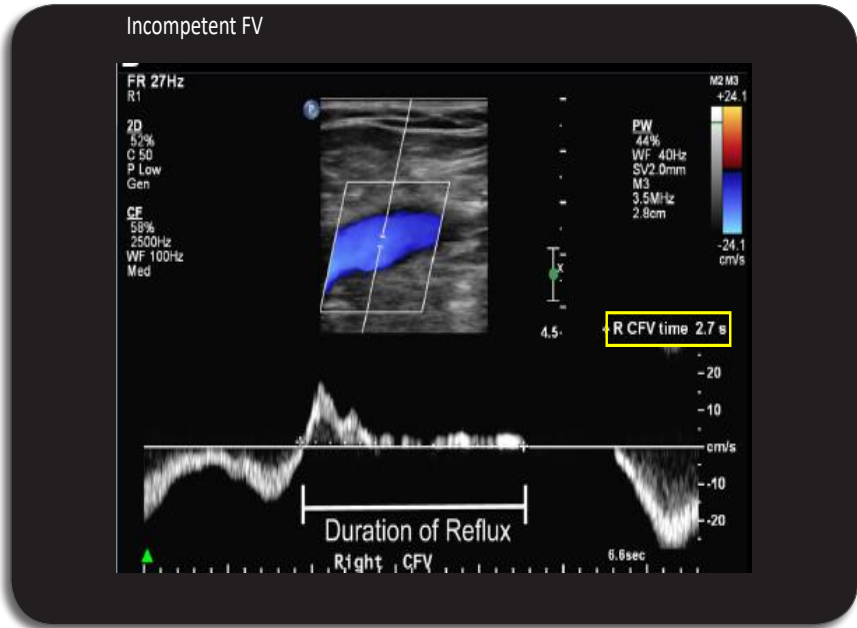 Incompetent FV
FR 27Hz
R1
M2 M3
+24.1
P
2D
52%
C 50
P Low
Gen
PW
44%
WF 40Hz
SV2.0mm
M3
3.5MHz
2.8cm
CF
58%
2500Hz
WF 100Hz
Med
-24.1
cm/s
x
4.5
R CFV time 2.7 s
-20
-10
cm/s
-10
-20
Duration of Reflux
Right CFV
6.6sec